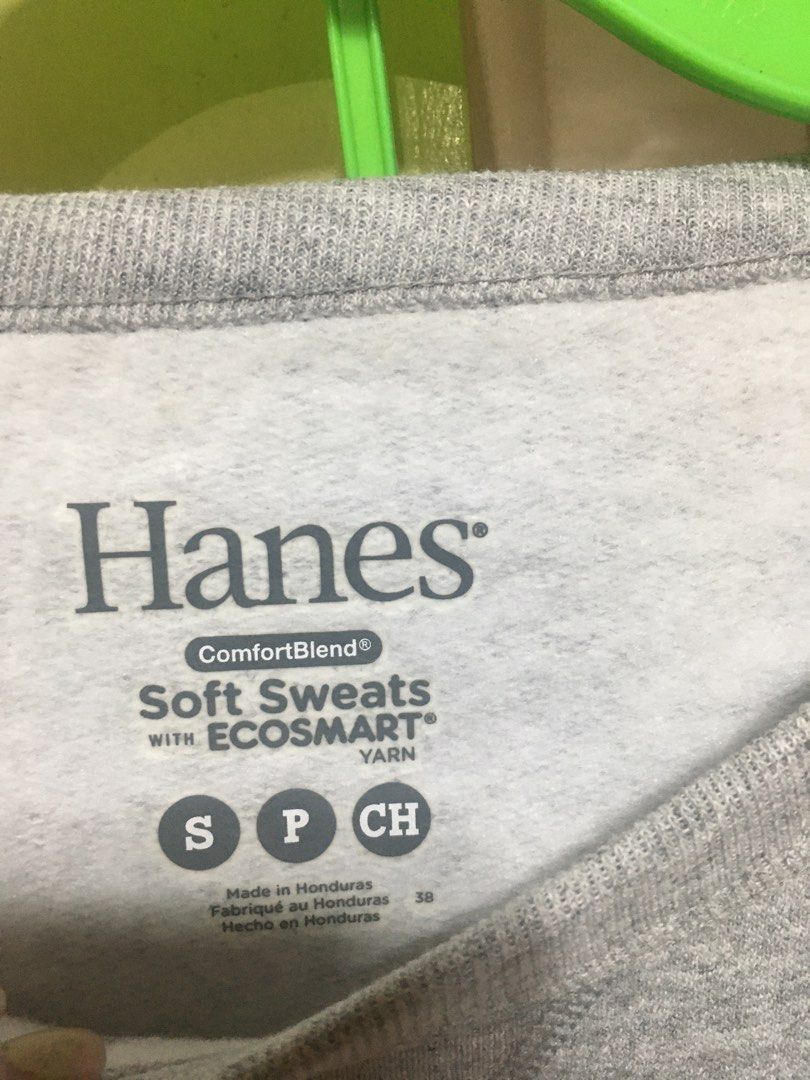 Hanes®
ComfortBlend®
Soft Sweats
WITH ECOSMART®
YARN
S P CH
Made in Honduras
Fabriqué au Honduras 38
Hecho en Honduras